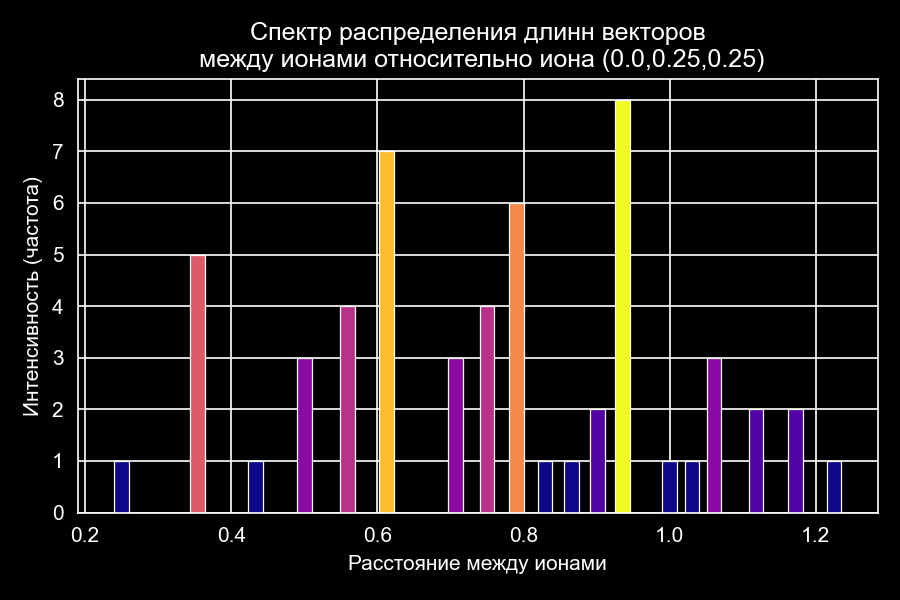 Спектр распределения длинн векторов
между ионами относительно иона (0.0,0.25,0.25)
Интенсивность (частота)
8
7
6
5
4
3
2
1
0
0.2 0.4 0.6 0.8 1.0 1.2
Расстояние между ионами